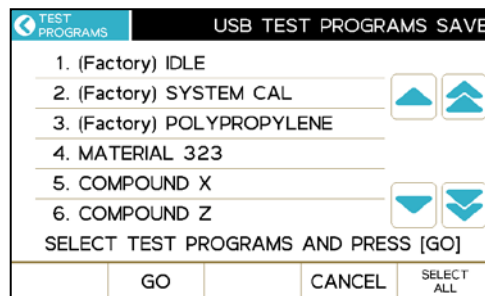 TEST
PROGRAMS
USB TEST PROGRAMS SAVE
1. (Factory) IDLE
2. (Factory) SYSTEM CAL
3. (Factory) POLYPROPYLENE
4. MATERIAL 323
5. COMPOUND X
6. COMPOUND Z
SELECT TEST PROGRAMS AND PRESS [GO]
GO
CANCEL
SELECT
ALL